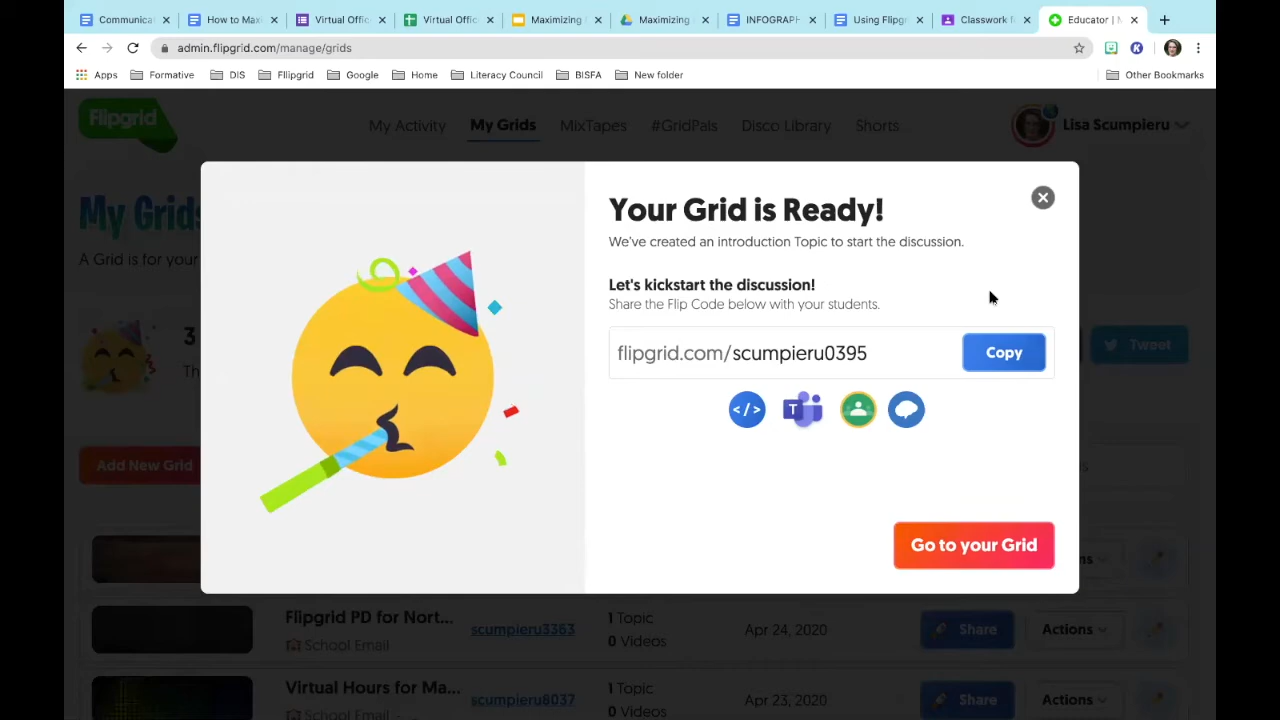 Communica
How to Maxi
Virtual Offic
Virtual Offic
Maximizing
Maximizing
INFOGRAPH
Using Flipgr
Classwork f
Educator | M
admin.flipgrid.com/manage/grids
Apps
Formative
DIS
Flipgrid
Google
Home
Literacy Council
BISFA
New folder
Other Bookmarks
Flipgrid
My Activity
My Grids
MixTapes
#GridPals
Disco Library
Shorts
Lisa Scumpieru
My Grids
A Grid is for your
3
Th
Tweet
Your Grid is Ready!
We've created an introduction Topic to start the discussion.
Let's kickstart the discussion!
Share the Flip Code below with your students.
flipgrid.com/scumpieru0395
Copy
</>
T
Go to your Grid
Add New Grid
Flipgrid PD for Nort...
School Email
scumpieru3363
1 Topic
0 Videos
Apr 24, 2020
Share
Actions
Virtual Hours for Ma...
School Email
scumpieru8037
1 Topic
0 Videos
Apr 23, 2020
Share
Actions